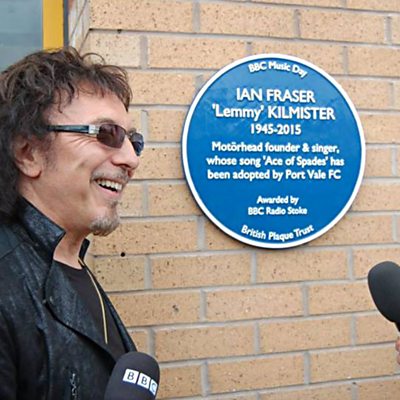 BBC Music Day
IAN FRASER
'Lemmy' KILMISTER
1945-2015
Motörhead founder & singer,
whose song 'Ace of Spades' has
been adopted by Port Vale FC
Awarded by
BBC Radio Stoke
British Plaque Trust
BBC